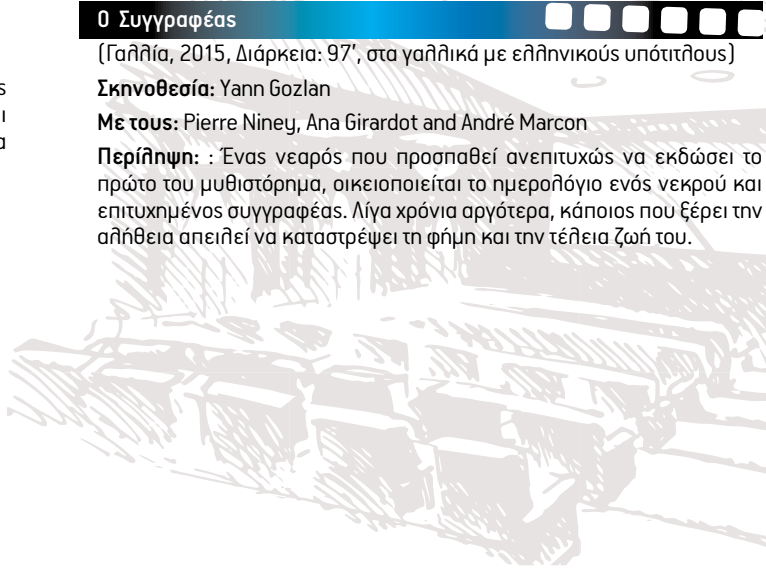 Ο Συγγραφέας
(Γαλλία, 2015, Διάρκεια: 97', στα γαλλικά με ελληνικούς υπότιτλους)
Σκηνοθεσία: Yann Gozlan
Με τους: Pierre Niney, Ana Girardot and André Marcon
Περίληψη: : Ένας νεαρός που προσπαθεί ανεπιτυχώς να εκδώσει το
πρώτο του μυθιστόρημα, οικειοποιείται το ημερολόγιο ενός νεκρού και
επιτυχημένος συγγραφέας. Λίγα χρόνια αργότερα, κάποιος που ξέρει την
αλήθεια απειλεί να καταστρέψει τη φήμη και την τέλεια ζωή του.